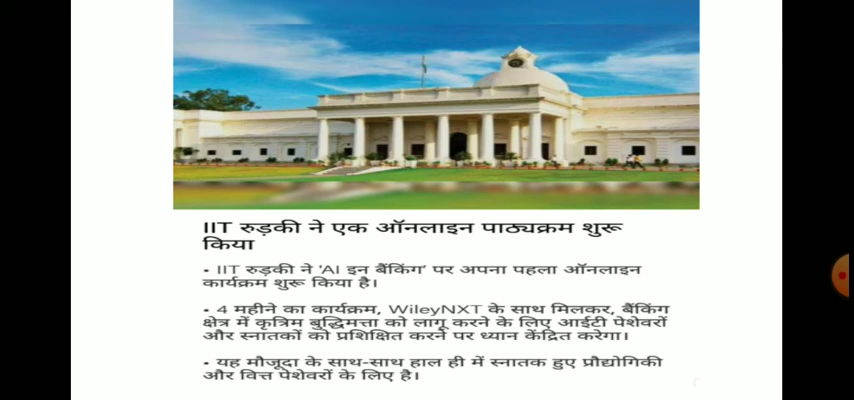 IIT रुड़की ने एक ऑनलाइन पाठ्यक्रम शुरू
किया
• IIT रुड़की ने 'AI इन बैंकिंग' पर अपना पहला ऑनलाइन
कार्यक्रम शुरू किया है।
• 4 महीने का कार्यक्रम, WileyNXT के साथ मिलकर, बैंकिंग
क्षेत्र में कृत्रिम बुद्धिमत्ता को लागू करने के लिए आईटी पेशेवरों
और स्नातकों को प्रशिक्षित करने पर ध्यान केंद्रित करेगा।
• यह मौजूदा के साथ-साथ हाल ही में स्नातक हुए प्रौद्योगिकी
और वित्त पेशेवरों के लिए है।